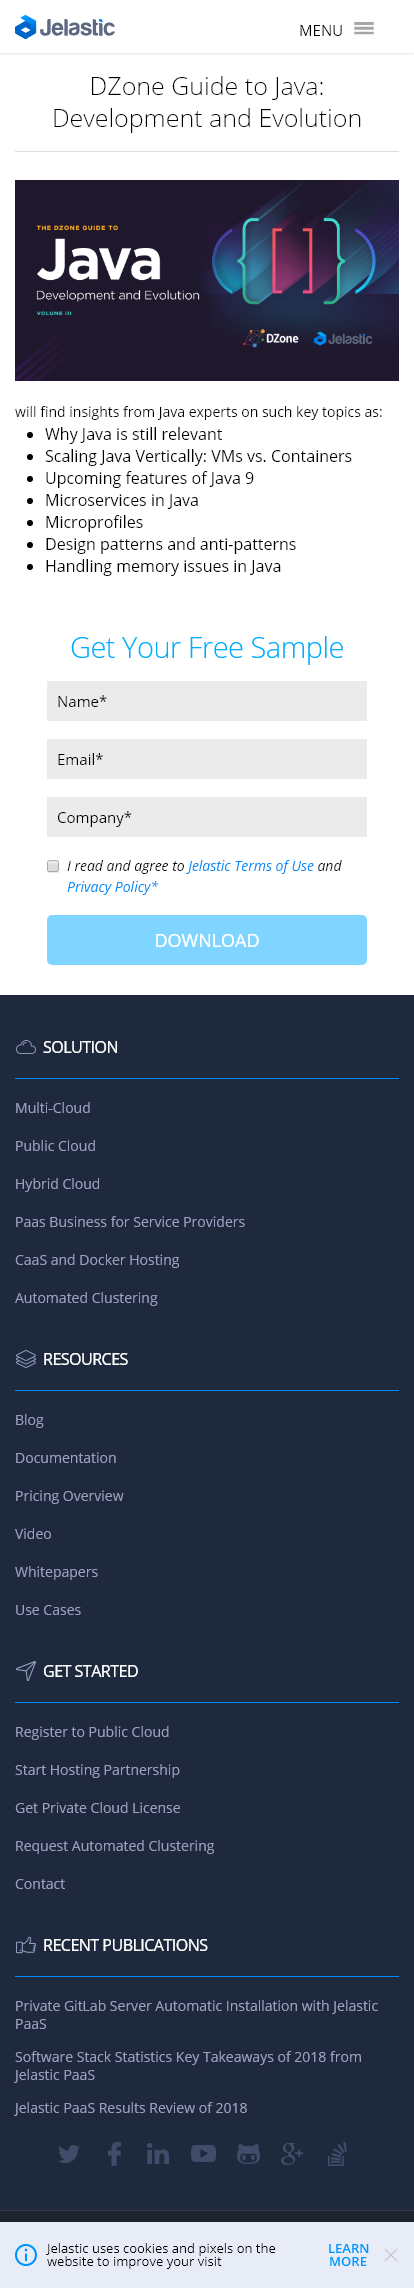 Jelastic
MENU
DZone Guide to Java:
Development and Evolution
THE DZONE GUIDE TO
Java
Development and Evolution
VOLUME III
DZone
Jelastic
will find insights from Java experts on such key topics as:
Why Java is still relevant
Scaling Java Vertically: VMs vs. Containers
Upcoming features of Java 9
Microservices in Java
Microprofiles
Design patterns and anti-patterns
Handling memory issues in Java
Get Your Free Sample
Name*
Email*
Company*
I read and agree to Jelastic Terms of Use and
Privacy Policy*
DOWNLOAD
SOLUTION
Multi-Cloud
Public Cloud
Hybrid Cloud
Paas Business for Service Providers
CaaS and Docker Hosting
Automated Clustering
RESOURCES
Blog
Documentation
Pricing Overview
Video
Whitepapers
Use Cases
GET STARTED
Register to Public Cloud
Start Hosting Partnership
Get Private Cloud License
Request Automated Clustering
Contact
RECENT PUBLICATIONS
Private GitLab Server Automatic Installation with Jelastic
PaaS
Software Stack Statistics Key Takeaways of 2018 from
Jelastic PaaS
Jelastic PaaS Results Review of 2018
Jelastic uses cookies and pixels on the
website to improve your visit
LEARN
MORE